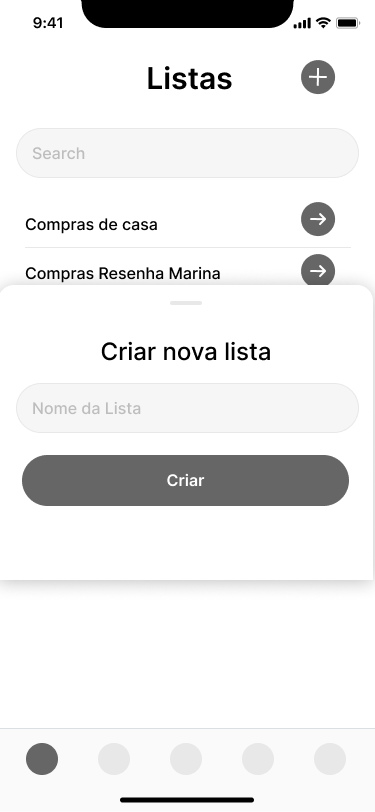 9:41
Listas
Search
Compras de casa
Compras Resenha Marina
Criar nova lista
Nome da Lista
Criar